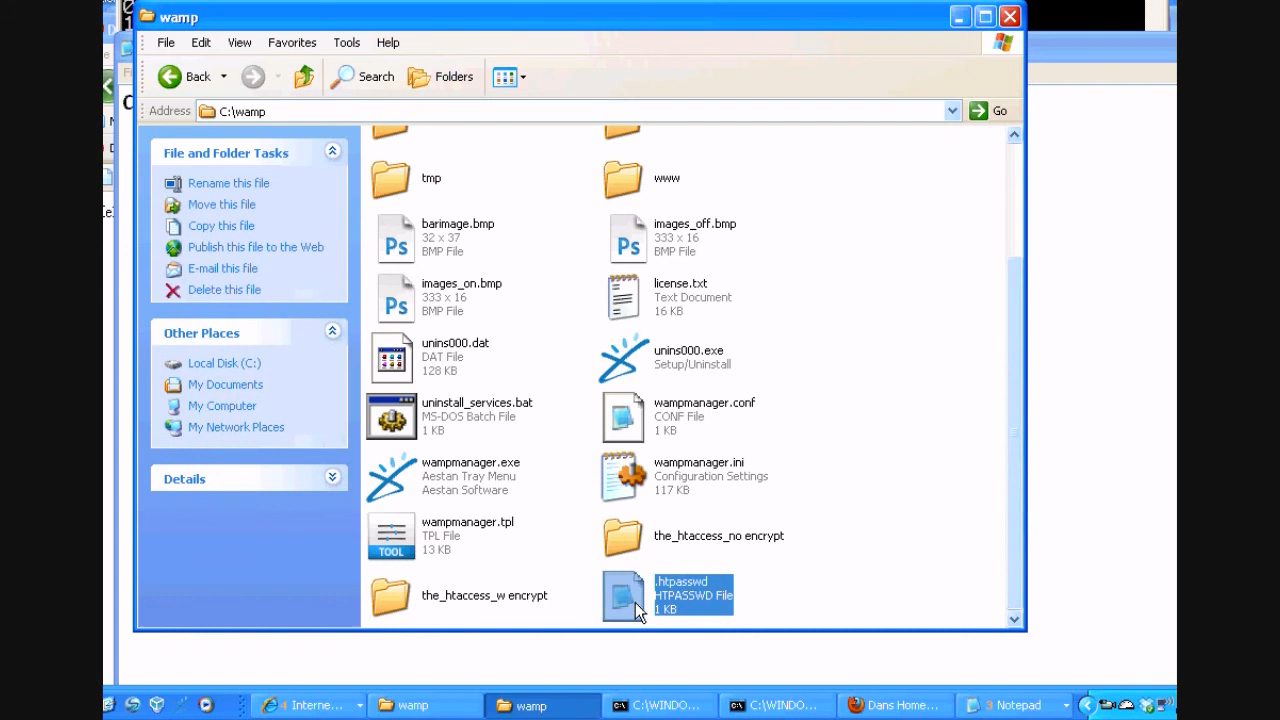 wamp
File Edit View Favorites Tools Help
Back Search Folders
Address C:\wamp Go
File and Folder Tasks
Rename this file
Move this file
Copy this file
Publish this file to the Web
E-mail this file
Delete this file
Other Places
Local Disk (C:)
My Documents
My Computer
My Network Places
Details
tmp
www
barimage.bmp
32 x 37
BMP File
images_off.bmp
333 x 16
BMP File
images_on.bmp
333 x 16
BMP File
license.txt
Text Document
16 KB
unins000.dat
DAT File
128 KB
unins000.exe
Setup/Uninstall
uninstall_services.bat
MS-DOS Batch File
1 KB
wampmanager.conf
CONF File
1 KB
wampmanager.exe
Aestan Tray Menu
Aestan Software
wampmanager.ini
Configuration Settings
117 KB
wampmanager.tpl
TPL File
13 KB
TOOL
the_htaccess_no encrypt
the_htaccess_w encrypt
.htpasswd
HTPASSWD File
1 KB
Ps
Ps
Ps
4 Interne... wamp wamp C:\WINDO... C:\WINDO... Dans Home... 3 Notepad